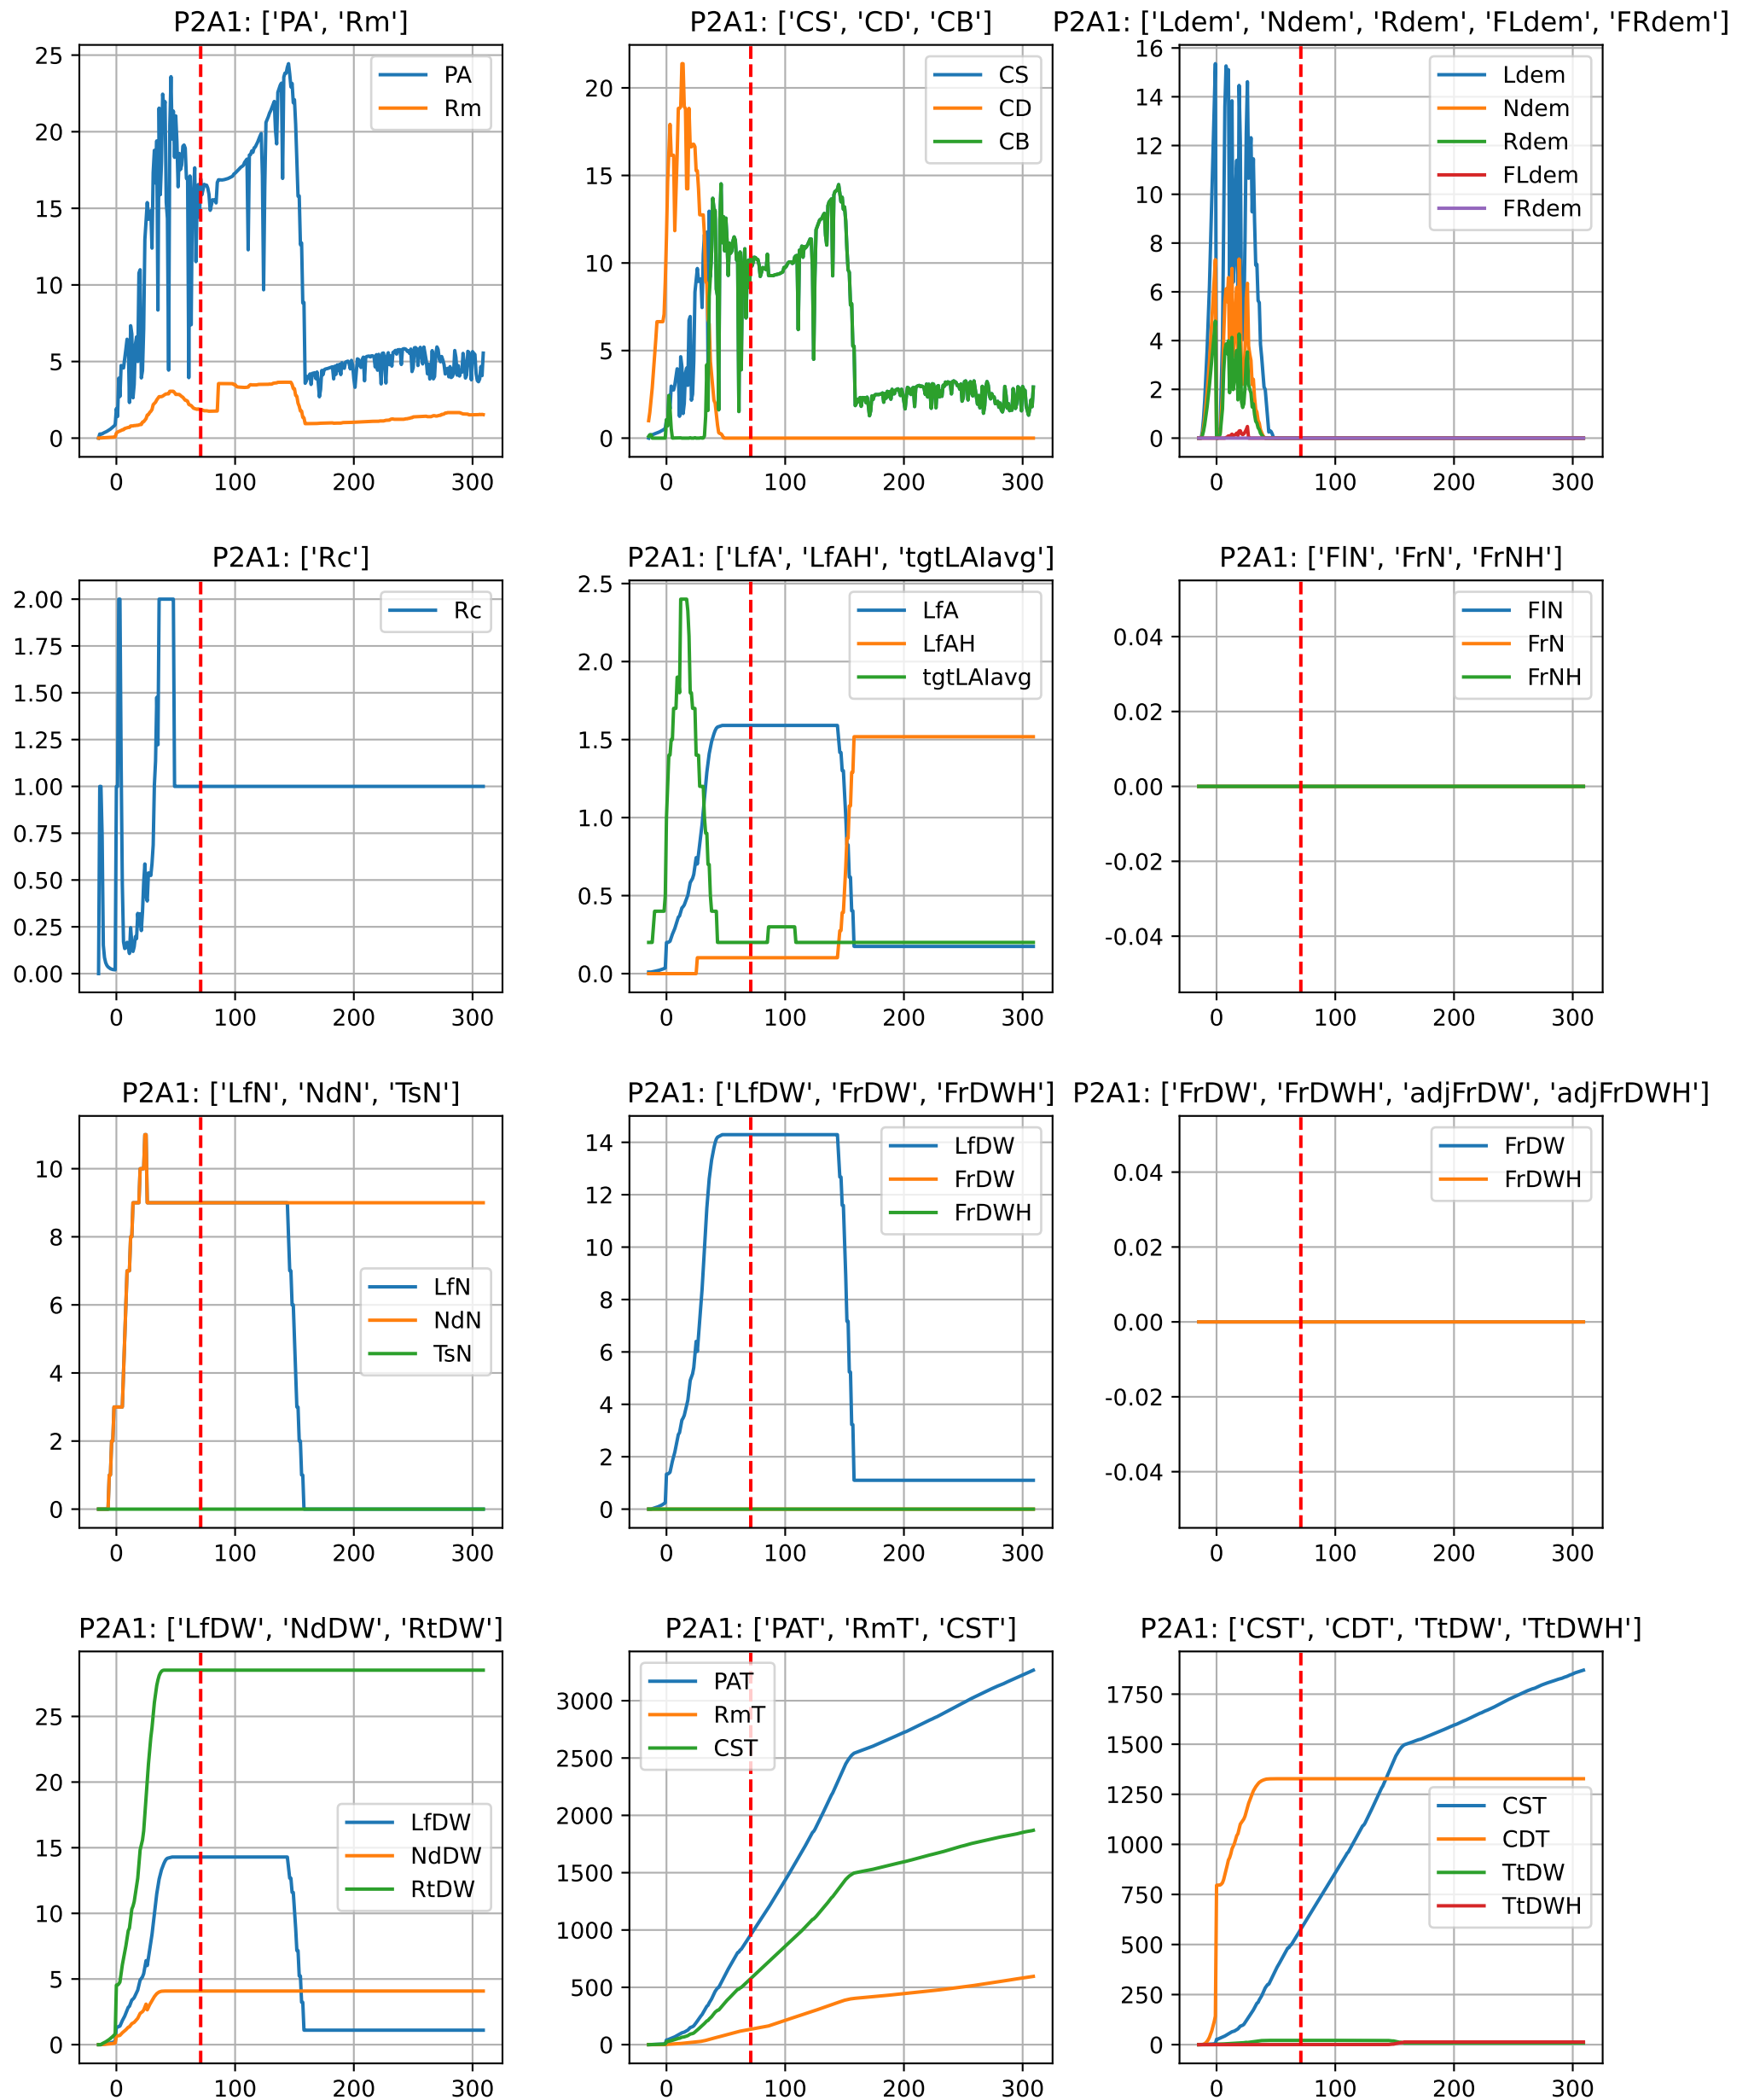 P2A1: ['PA', 'Rm']
25
20
15
10
5
0
0 100 200 300
PA
Rm
P2A1: ['CS', 'CD', 'CB']
20
15
10
5
0
0 100 200 300
CS
CD
CB
P2A1: ['Ldem', 'Ndem', 'Rdem', 'FLdem', 'FRdem']
16
14
12
10
8
6
4
2
0
0 100 200 300
Ldem
Ndem
Rdem
FLdem
FRdem
P2A1: ['Rc']
2.00
1.75
1.50
1.25
1.00
0.75
0.50
0.25
0.00
0 100 200 300
Rc
P2A1: ['LfA', 'LfAH', 'tgtLAIavg']
2.5
2.0
1.5
1.0
0.5
0.0
0 100 200 300
LfA
LfAH
tgtLAIavg
P2A1: ['FlN', 'FrN', 'FrNH']
0.04
0.02
0.00
-0.02
-0.04
0 100 200 300
FlN
FrN
FrNH
P2A1: ['LfN', 'NdN', 'TsN']
10
8
6
4
2
0
0 100 200 300
LfN
NdN
TsN
P2A1: ['LfDW', 'FrDW', 'FrDWH']
14
12
10
8
6
4
2
0
0 100 200 300
LfDW
FrDW
FrDWH
P2A1: ['FrDW', 'FrDWH', 'adjFrDW', 'adjFrDWH']
0.04
0.02
0.00
-0.02
-0.04
0 100 200 300
FrDW
FrDWH
P2A1: ['LfDW', 'NdDW', 'RtDW']
25
20
15
10
5
0
0 100 200 300
LfDW
NdDW
RtDW
P2A1: ['PAT', 'RmT', 'CST']
3000
2500
2000
1500
1000
500
0
0 100 200 300
PAT
RmT
CST
P2A1: ['CST', 'CDT', 'TtDW', 'TtDWH']
1750
1500
1250
1000
750
500
250
0
0 100 200 300
CST
CDT
TtDW
TtDWH